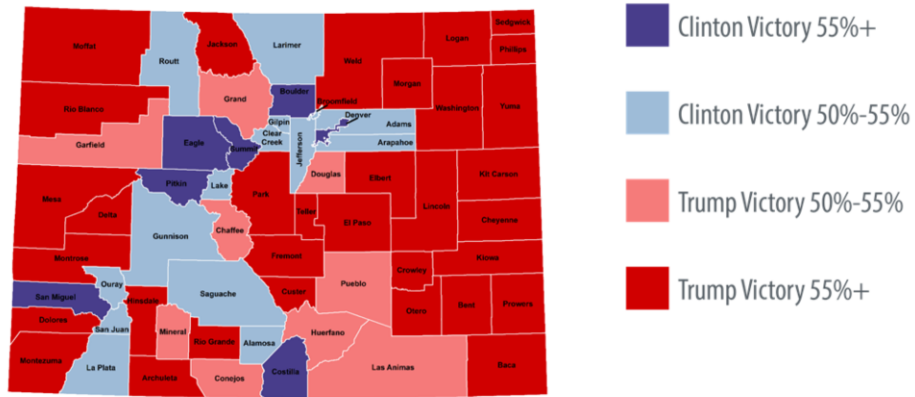 Moffat
Routt
Jackson
Larimer
Weld
Logan
Sedgwick
Phillips
Morgan
Washington
Yuma
Rio Blanco
Grand
Boulder
Broomfield
Gilpin
Clear
Creek
Denver
Adams
Arapahoe
Jefferson
Garfield
Eagle
Summit
Pitkin
Lake
Park
Douglas
Elbert
Kit Carson
Lincoln
Mesa
Delta
Gunnison
Chaffee
Teller
El Paso
Cheyenne
Montrose
Fremont
Kiowa
Crowley
Ouray
Saguache
Custer
Pueblo
San Miguel
Hinsdale
Otero
Bent
Prowers
Dolores
San Juan
Mineral
Rio Grande
Alamosa
Huerfano
Montezuma
La Plata
Archuleta
Conejos
Costilla
Las Animas
Baca
Clinton Victory 55%+
Clinton Victory 50%-55%
Trump Victory 50%-55%
Trump Victory 55%+